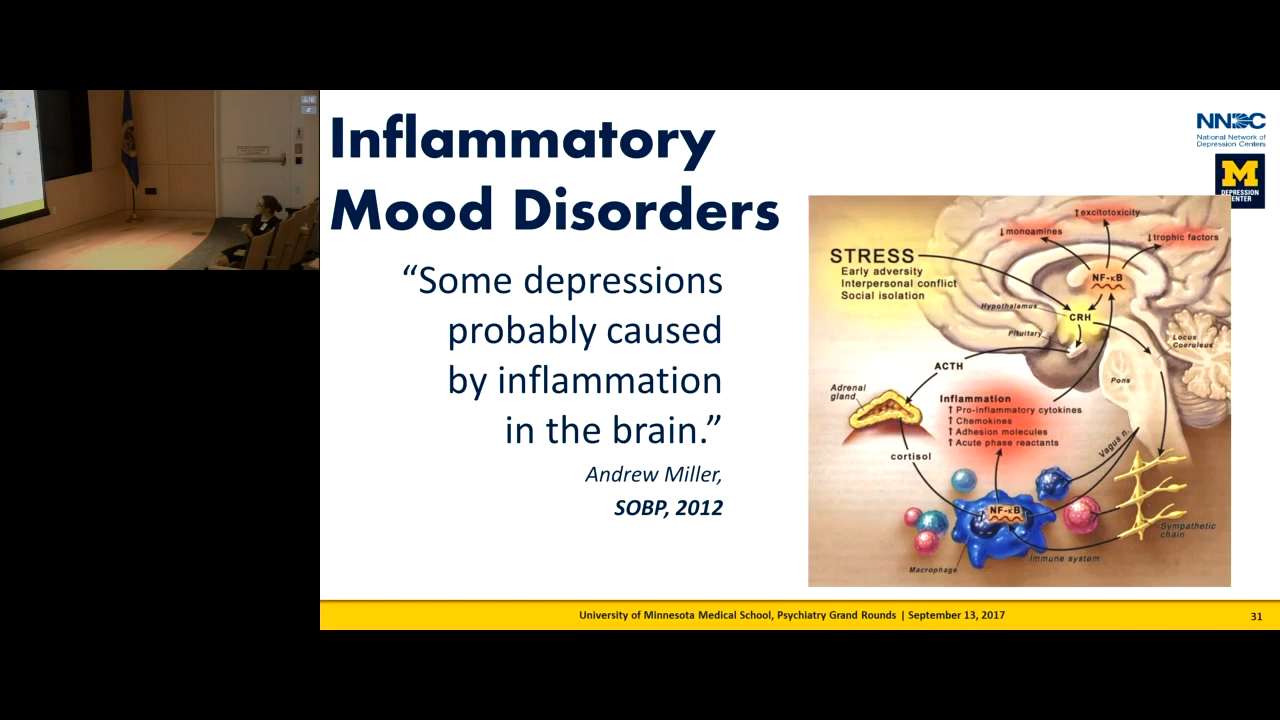 Inflammatory
Mood Disorders
“Some depressions
probably caused
by inflammation
in the brain.”
Andrew Miller,
SOBP, 2012
NNDC
National Network of
Depression Centers
M
DEPRESSION
CENTER
↑ excitotoxicity
↓ monoamines
↓ trophic factors
STRESS
Early adversity
Interpersonal conflict
Social isolation
NF-κB
Hypothalamus
CRH
Pituitary
Locus
Coeruleus
ACTH
Pons
Adrenal
gland
Inflammation
↑ Pro-inflammatory cytokines
↑ Chemokines
↑ Adhesion molecules
↑ Acute phase reactants
Vagus n.
cortisol
NF-κB
Sympathetic
chain
Immune system
Macrophage
University of Minnesota Medical School, Psychiatry Grand Rounds | September 13, 2017
31